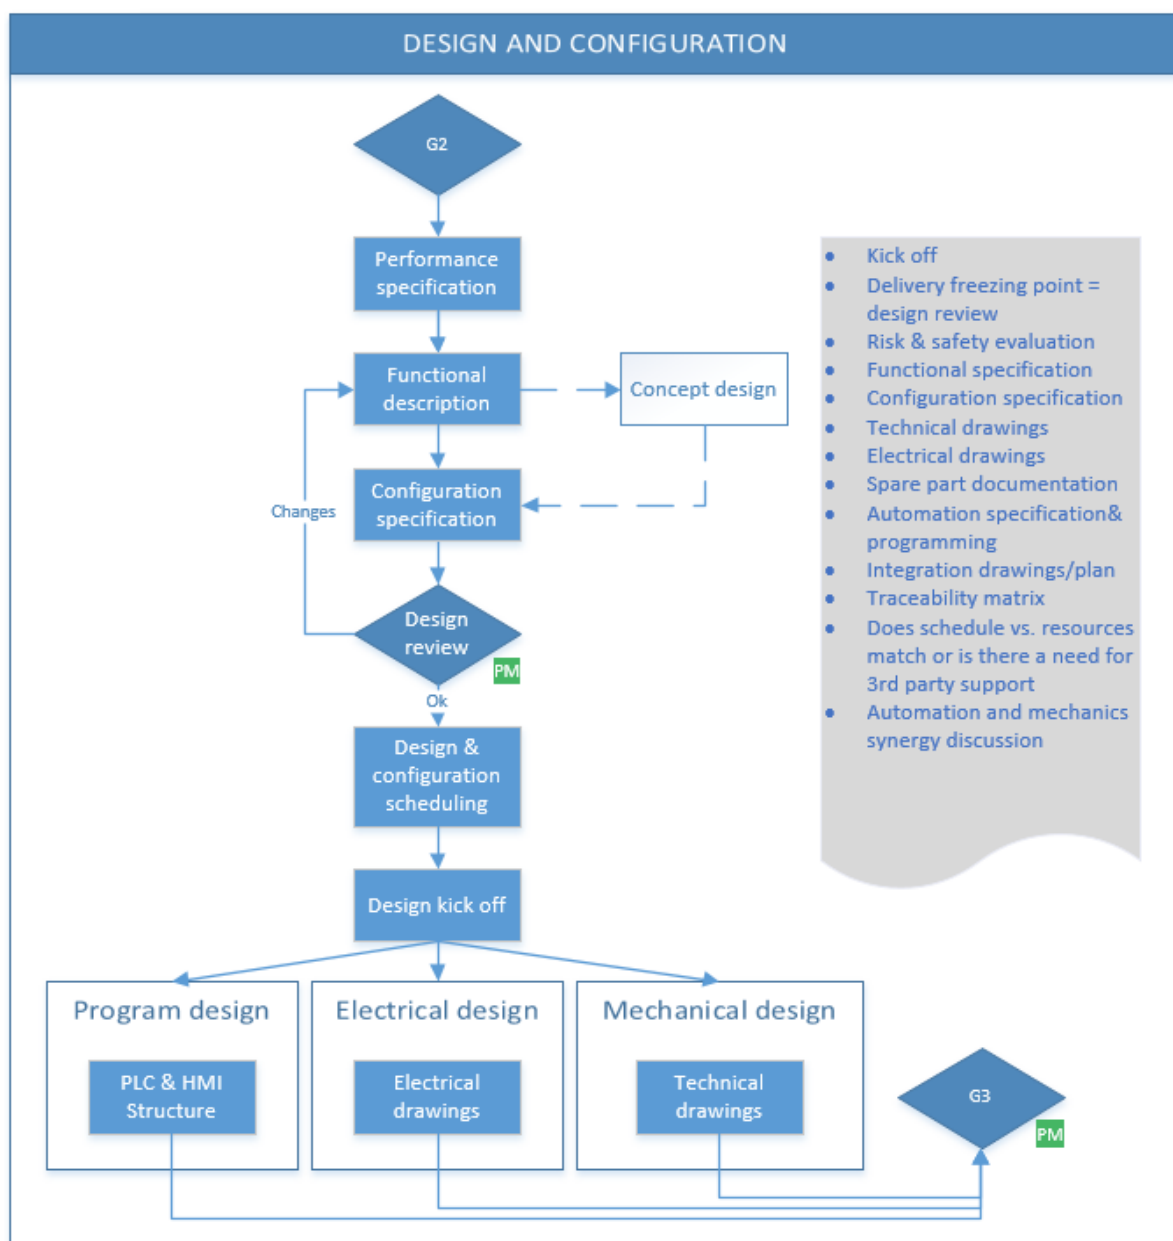 DESIGN AND CONFIGURATION
G2
Performance
specification
Functional
description
Concept design
Configuration
specification
Changes
Design
review
PM
Ok
Design &
configuration
scheduling
Design kick off
• Kick off
• Delivery freezing point =
design review
• Risk & safety evaluation
• Functional specification
• Configuration specification
• Technical drawings
• Electrical drawings
• Spare part documentation
• Automation specification&
programming
• Integration drawings/plan
• Traceability matrix
• Does schedule vs. resources
match or is there a need for
3rd party support
• Automation and mechanics
synergy discussion
Program design
PLC & HMI
Structure
Electrical design
Electrical
drawings
Mechanical design
Technical
drawings
G3
PM